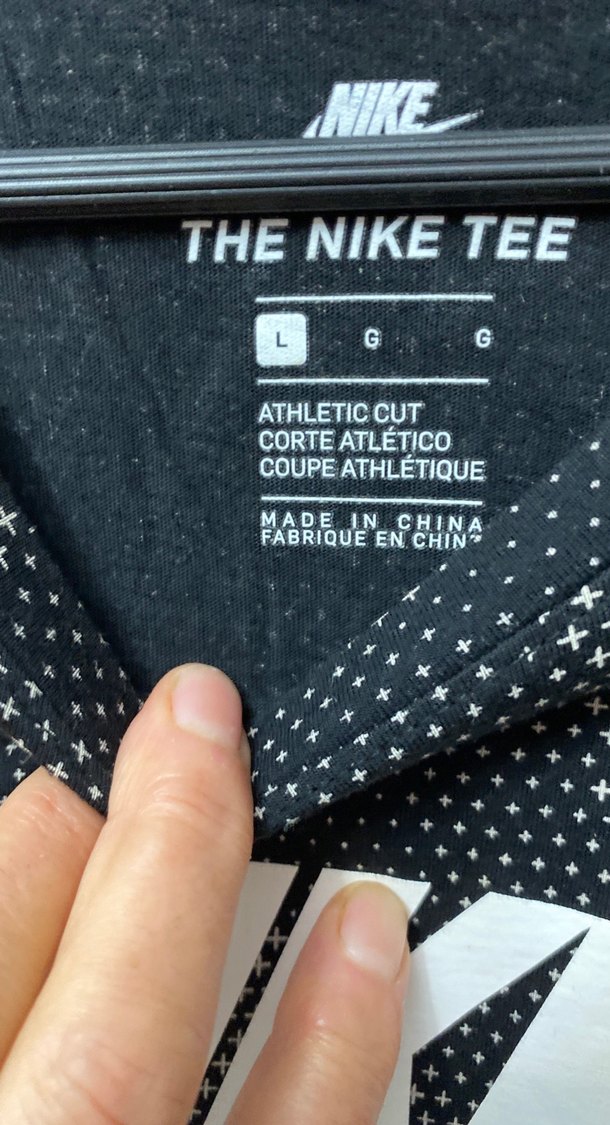 NIKE
THE NIKE TEE
L G G
ATHLETIC CUT
CORTE ATLÉTICO
COUPE ATHLÉTIQUE
MADE IN CHINA
FABRIQUE EN